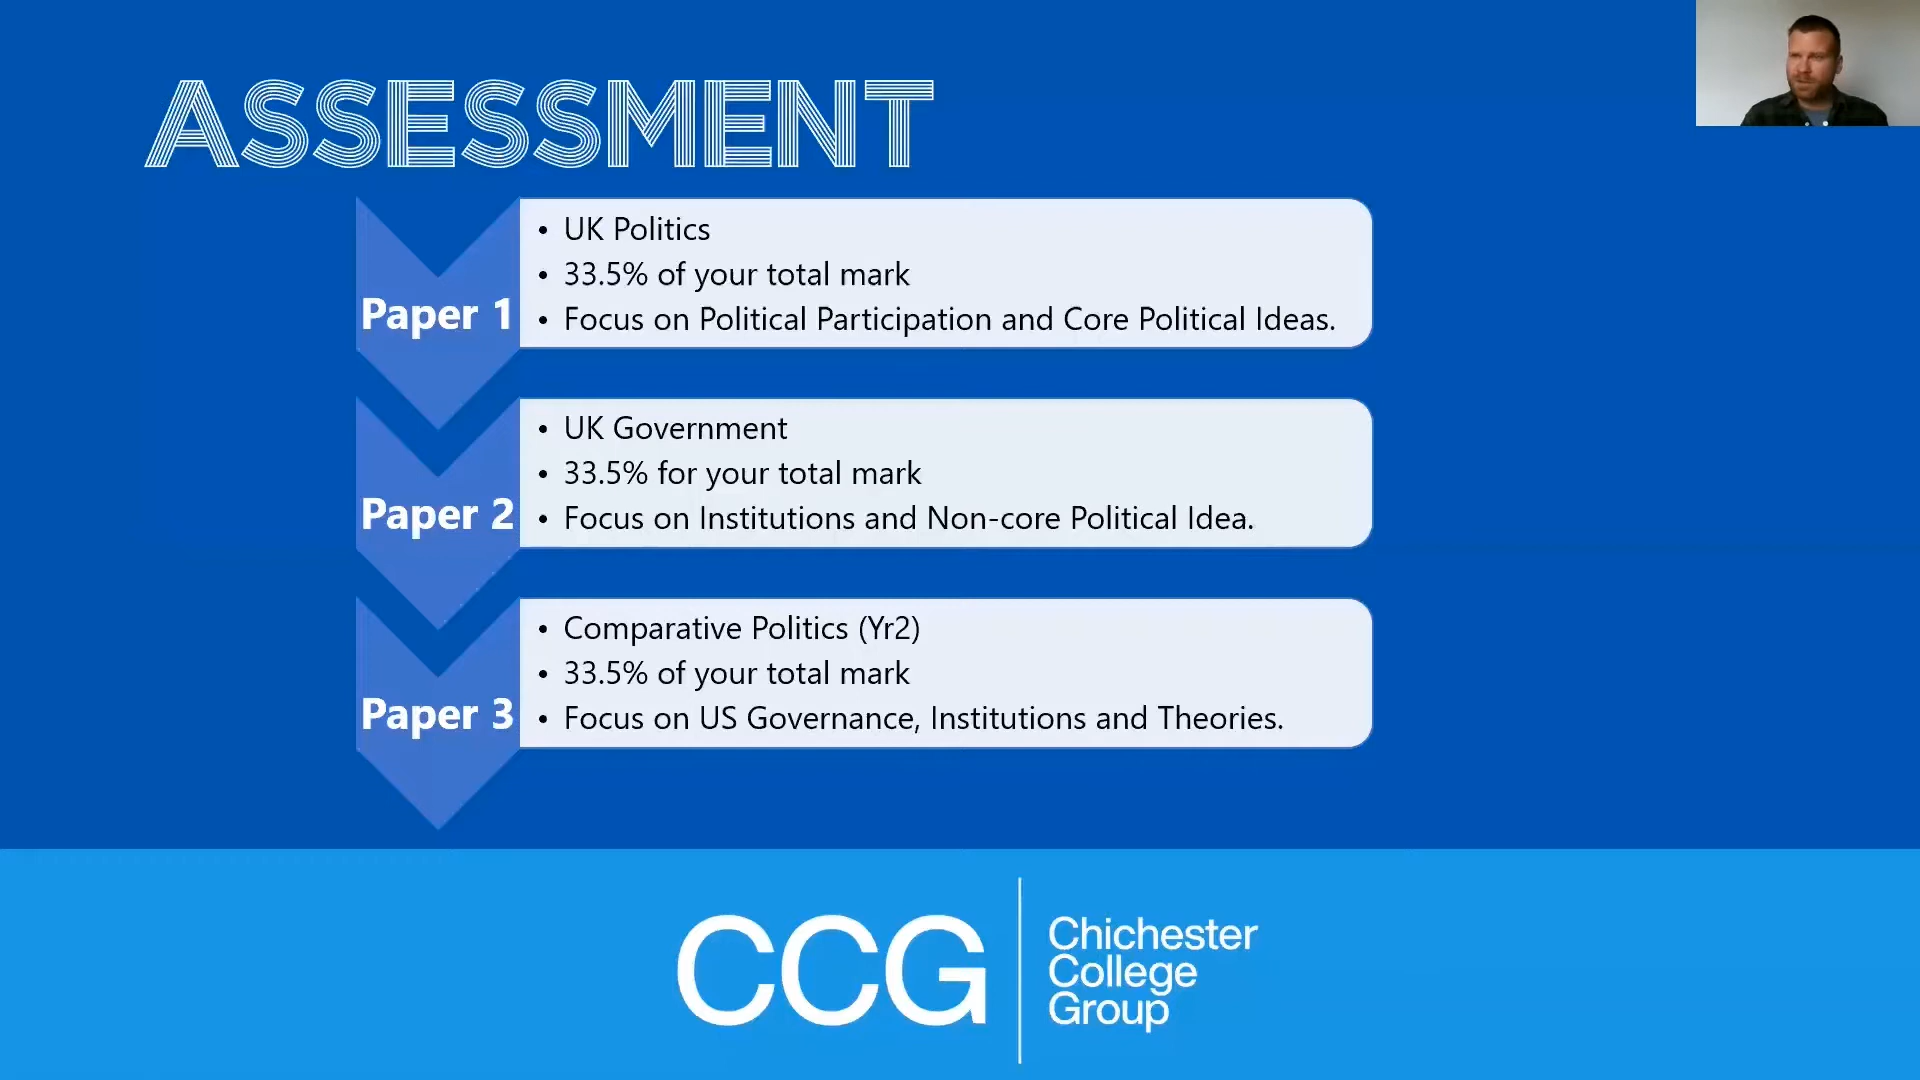 ASSESSMENT
Paper 1
• UK Politics
• 33.5% of your total mark
• Focus on Political Participation and Core Political Ideas.
Paper 2
• UK Government
• 33.5% for your total mark
• Focus on Institutions and Non-core Political Idea.
Paper 3
• Comparative Politics (Yr2)
• 33.5% of your total mark
• Focus on US Governance, Institutions and Theories.
CCG
Chichester
College
Group